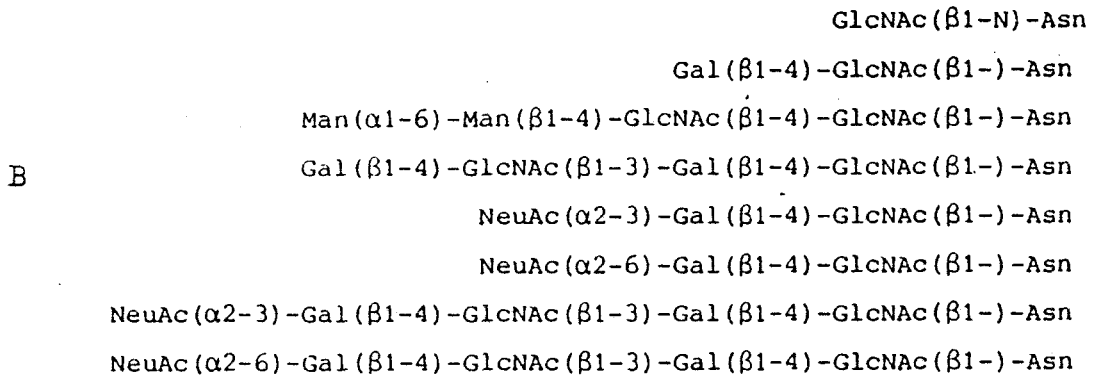 GlcNAc(β1-N)-Asn
Gal(β1-4)-GlcNAc(β1-)-Asn
Man(α1-6)-Man(β1-4)-GlcNAc(β1-4)-GlcNAc(β1-)-Asn
B
Gal(β1-4)-GlcNAc(β1-3)-Gal(β1-4)-GlcNAc(β1-)-Asn
NeuAc(α2-3)-Gal(β1-4)-GlcNAc(β1-)-Asn
NeuAc(α2-6)-Gal(β1-4)-GlcNAc(β1-)-Asn
NeuAc(α2-3)-Gal(β1-4)-GlcNAc(β1-3)-Gal(β1-4)-GlcNAc(β1-)-Asn
NeuAc(α2-6)-Gal(β1-4)-GlcNAc(β1-3)-Gal(β1-4)-GlcNAc(β1-)-Asn